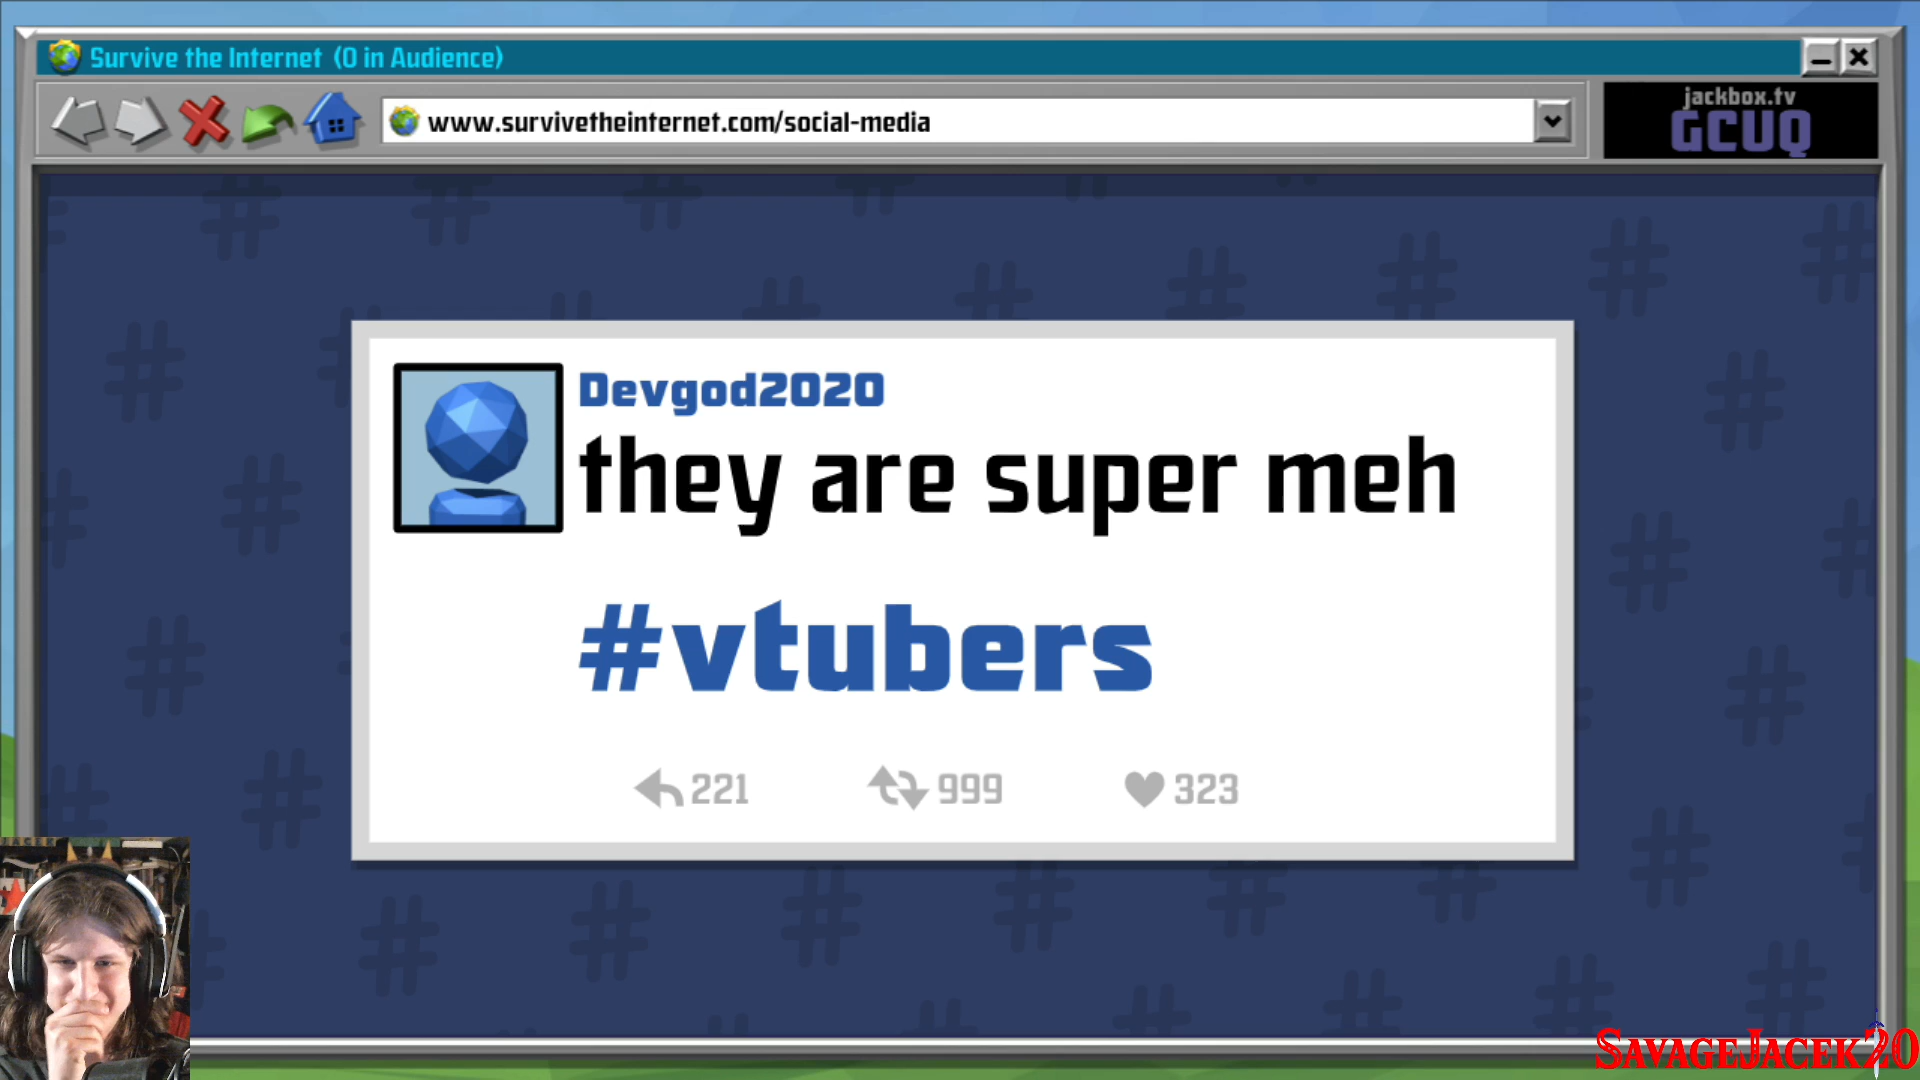 Survive the Internet (0 in Audience)
www.survivetheinternet.com/social-media
jackbox.tv
GCUQ
Devgod2020
they are super meh
#vtubers
221 999 323
SavageJacek20